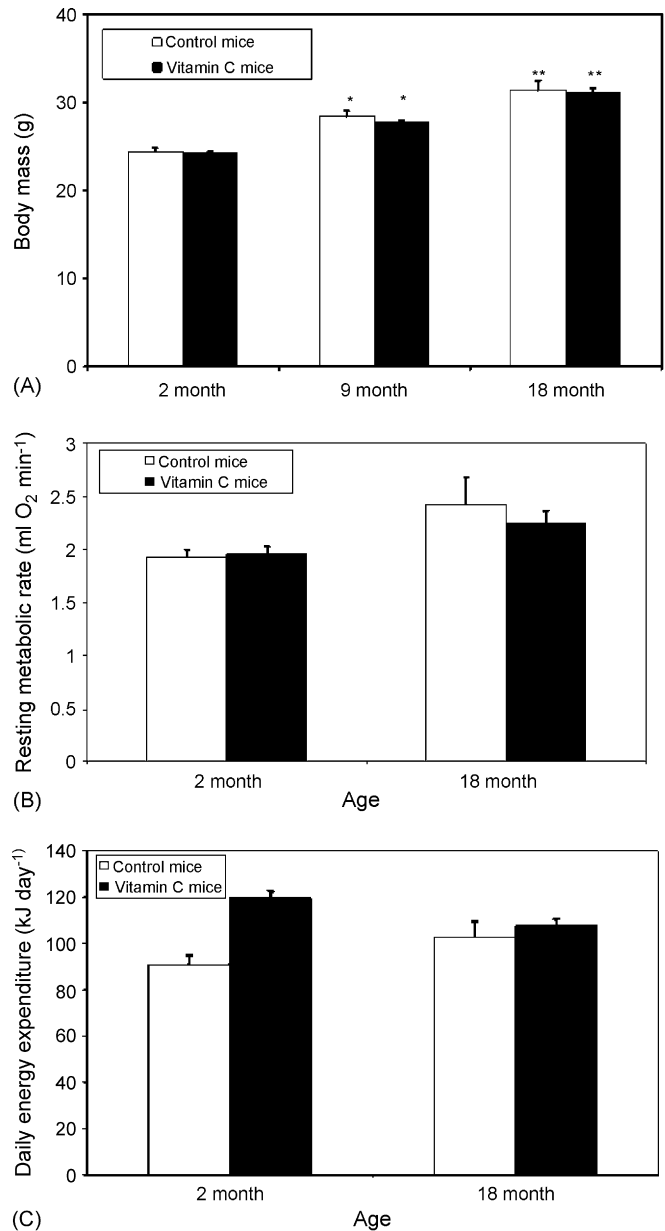 40
Control mice
Vitamin C mice
** **
* *
30
20
10
0
Body mass (g)
(A)
2 month 9 month 18 month
3
Control mice
Vitamin C mice
2.5
2
1.5
1
0.5
0
Resting metabolic rate (ml O₂ min⁻¹)
2 month 18 month
(B) Age
140
Control mice
Vitamin C mice
120
100
80
60
40
20
0
Daily energy expenditure (kJ day⁻¹)
2 month 18 month
(C) Age